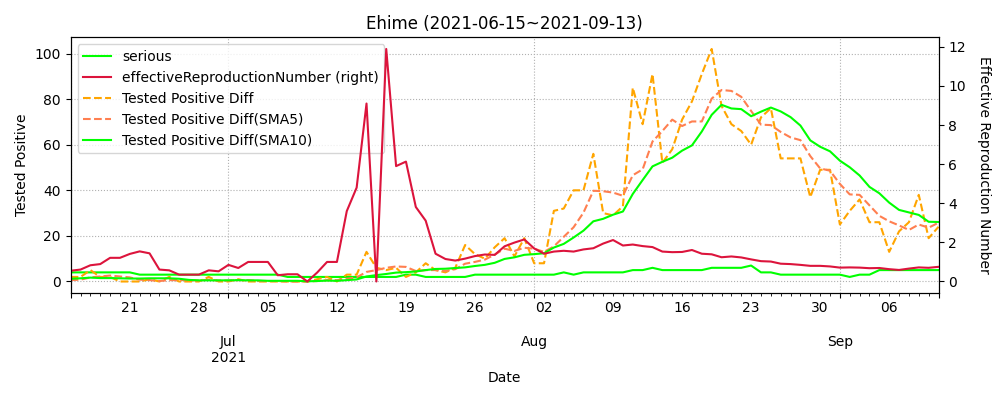 Ehime (2021-06-15~2021-09-13)
serious
effectiveReproductionNumber (right)
Tested Positive Diff
Tested Positive Diff(SMA5)
Tested Positive Diff(SMA10)
Tested Positive
100
80
60
40
20
0
12
10
8
6
4
2
0
Effective Reproduction Number
21 28 05 12 19 26 02 09 16 23 30 06
Jul Aug Sep
2021
Date